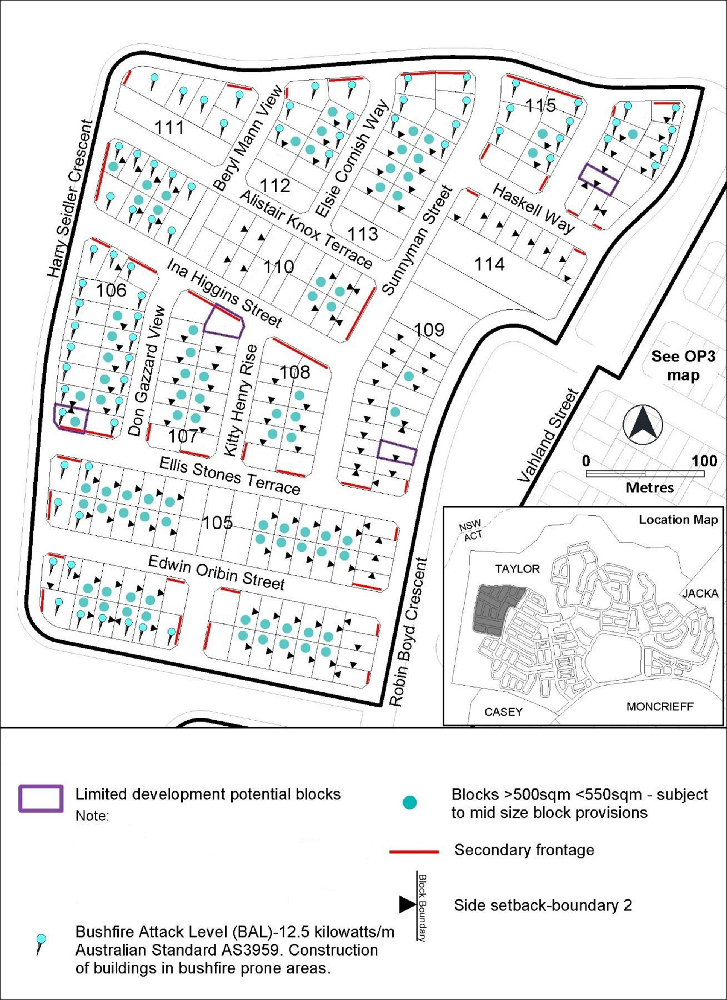 111
115
Beryl Mann View
Elsie Cornish Way
Harry Seidler Crescent
112
Alistair Knox Terrace
113
Sunnyman Street
Haskell Way
114
110
Ina Higgins Street
106
109
Don Gazzard View
Kitty Henry Rise
108
107
See OP3
map
Vahland Street
0
100
Metres
Ellis Stones Terrace
105
Edwin Oribin Street
Robin Boyd Crescent
Location Map
NSW
ACT
TAYLOR
JACKA
CASEY
MONCRIEFF
Limited development potential blocks
Note:
Blocks >500sqm <550sqm - subject
to mid size block provisions
Secondary frontage
Block Boundary
Side setback-boundary 2
Bushfire Attack Level (BAL)-12.5 kilowatts/m
Australian Standard AS3959. Construction
of buildings in bushfire prone areas.